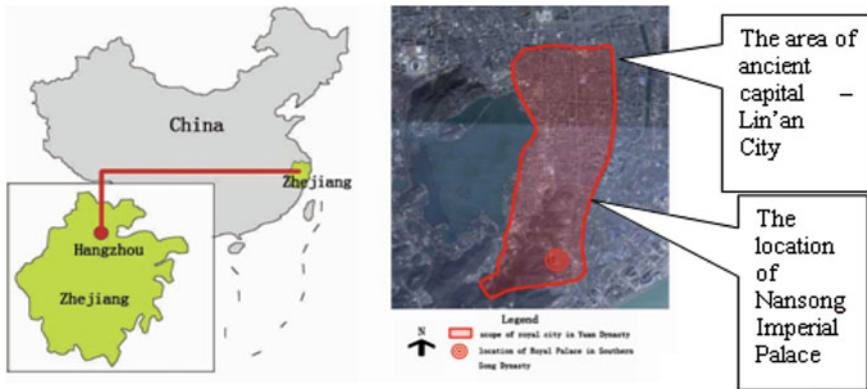 China
Zhejiang
Hangzhou
Zhejiang
The area of
ancient
capital –
Lin'an
City
The
location
of
Nansong
Imperial
Palace
Legend
N
scope of royal city in Yuan Dynasty
location of Royal Palace in Southern
Song Dynasty